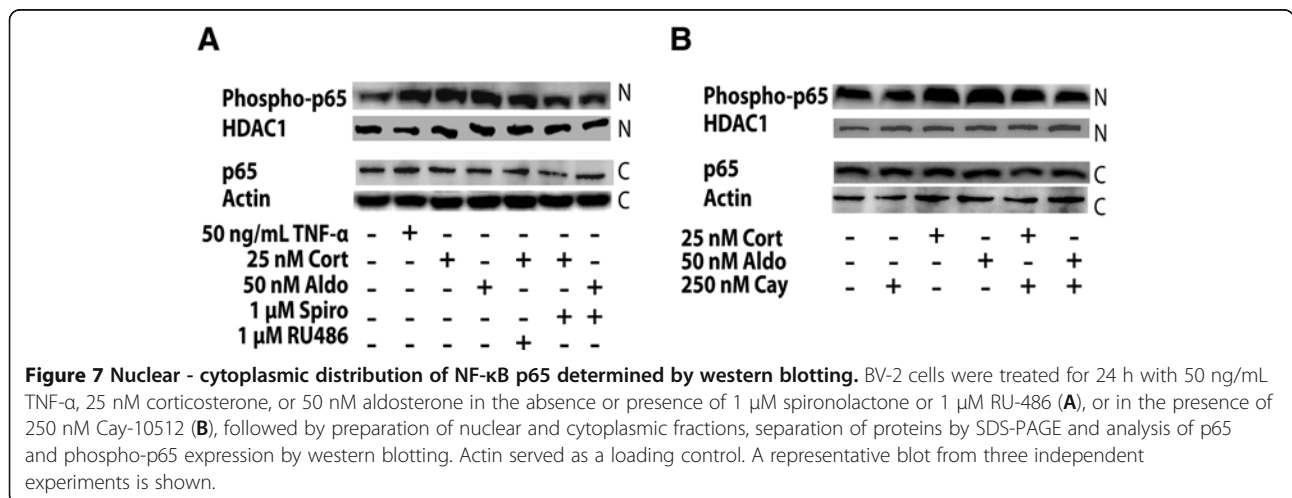 A
Phospho-p65 N
HDAC1 N
p65 C
Actin C
50 ng/mL TNF-α - + - - - - -
25 nM Cort - - + - + + -
50 nM Aldo - - - + - - +
1 µM Spiro - - - - - + +
1 µM RU486 - - - - + - -
B
Phospho-p65 N
HDAC1 N
p65 C
Actin C
25 nM Cort - - + - + -
50 nM Aldo - - - + - +
250 nM Cay - + - - + +
Figure 7 Nuclear - cytoplasmic distribution of NF-κB p65 determined by western blotting. BV-2 cells were treated for 24 h with 50 ng/mL
TNF-α, 25 nM corticosterone, or 50 nM aldosterone in the absence or presence of 1 μM spironolactone or 1 μM RU-486 (A), or in the presence of
250 nM Cay-10512 (B), followed by preparation of nuclear and cytoplasmic fractions, separation of proteins by SDS-PAGE and analysis of p65
and phospho-p65 expression by western blotting. Actin served as a loading control. A representative blot from three independent
experiments is shown.